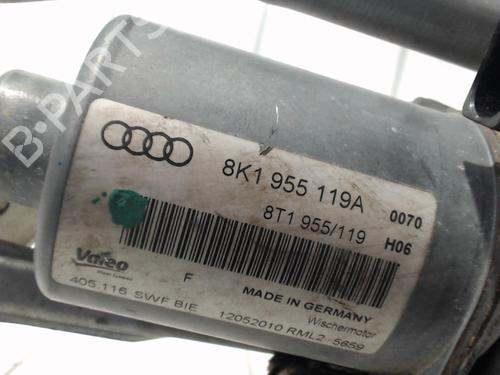 B-PARTS
8K1 955 119A 0070
8T1 955/119 H06
Valeo
F
MADE IN GERMANY
Wischermotor
405.116 SWF BIE 12052010 RML2 5659